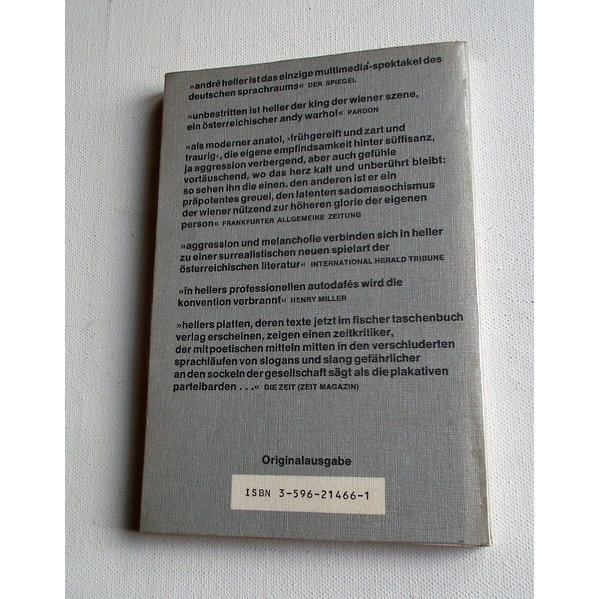 »andré heller ist das einzige multimedia-spektakel des
deutschen sprachraums« DER SPIEGEL
»unbestritten ist heller der king der wiener szene,
ein österreichischer andy warhol« PARDON
»als moderner anatol, ›frühgereift und zart und
traurig‹, die eigene empfindsamkeit hinter süffisanz,
ja aggression verbergend, aber auch gefühle
vortäuschend, wo das herz kalt und unberührt bleibt:
so sehen ihn die einen. den anderen ist er ein
präpotentes greuel, den latenten sadomasochismus
der wiener nützend zur höheren glorie der eigenen
person« FRANKFURTER ALLGEMEINE ZEITUNG
»aggression und melancholie verbinden sich in heller
zu einer surrealistischen neuen spielart der
österreichischen literatur« INTERNATIONAL HERALD TRIBUNE
»in hellers professionellen autodafés wird die
konvention verbrannt« HENRY MILLER
»hellers platten, deren texte jetzt im fischer taschenbuch
verlag erscheinen, zeigen einen zeitkritiker,
der mit poetischen mitteln mitten in den verschluderten
sprachläufen von slogans und slang gefährlicher
an den sockeln der gesellschaft sägt als die plakativen
parteibarden . . .« DIE ZEIT (ZEIT MAGAZIN)
Originalausgabe
ISBN 3-596-21466-1